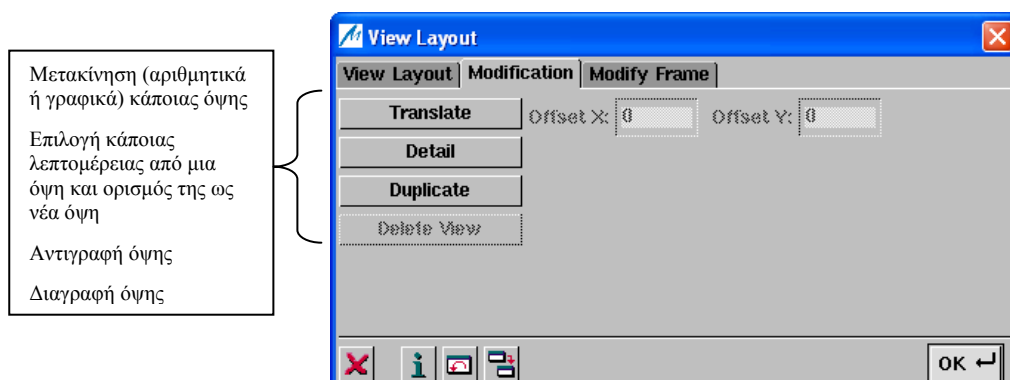 Μετακίνηση (αριθμητικά
ή γραφικά) κάποιας όψης
Επιλογή κάποιας
λεπτομέρειας από μια
όψη και ορισμός της ως
νέα όψη
Αντιγραφή όψης
Διαγραφή όψης
View Layout
View Layout Modification Modify Frame
Translate Offset X: 0 Offset Y: 0
Detail
Duplicate
Delete View
OK